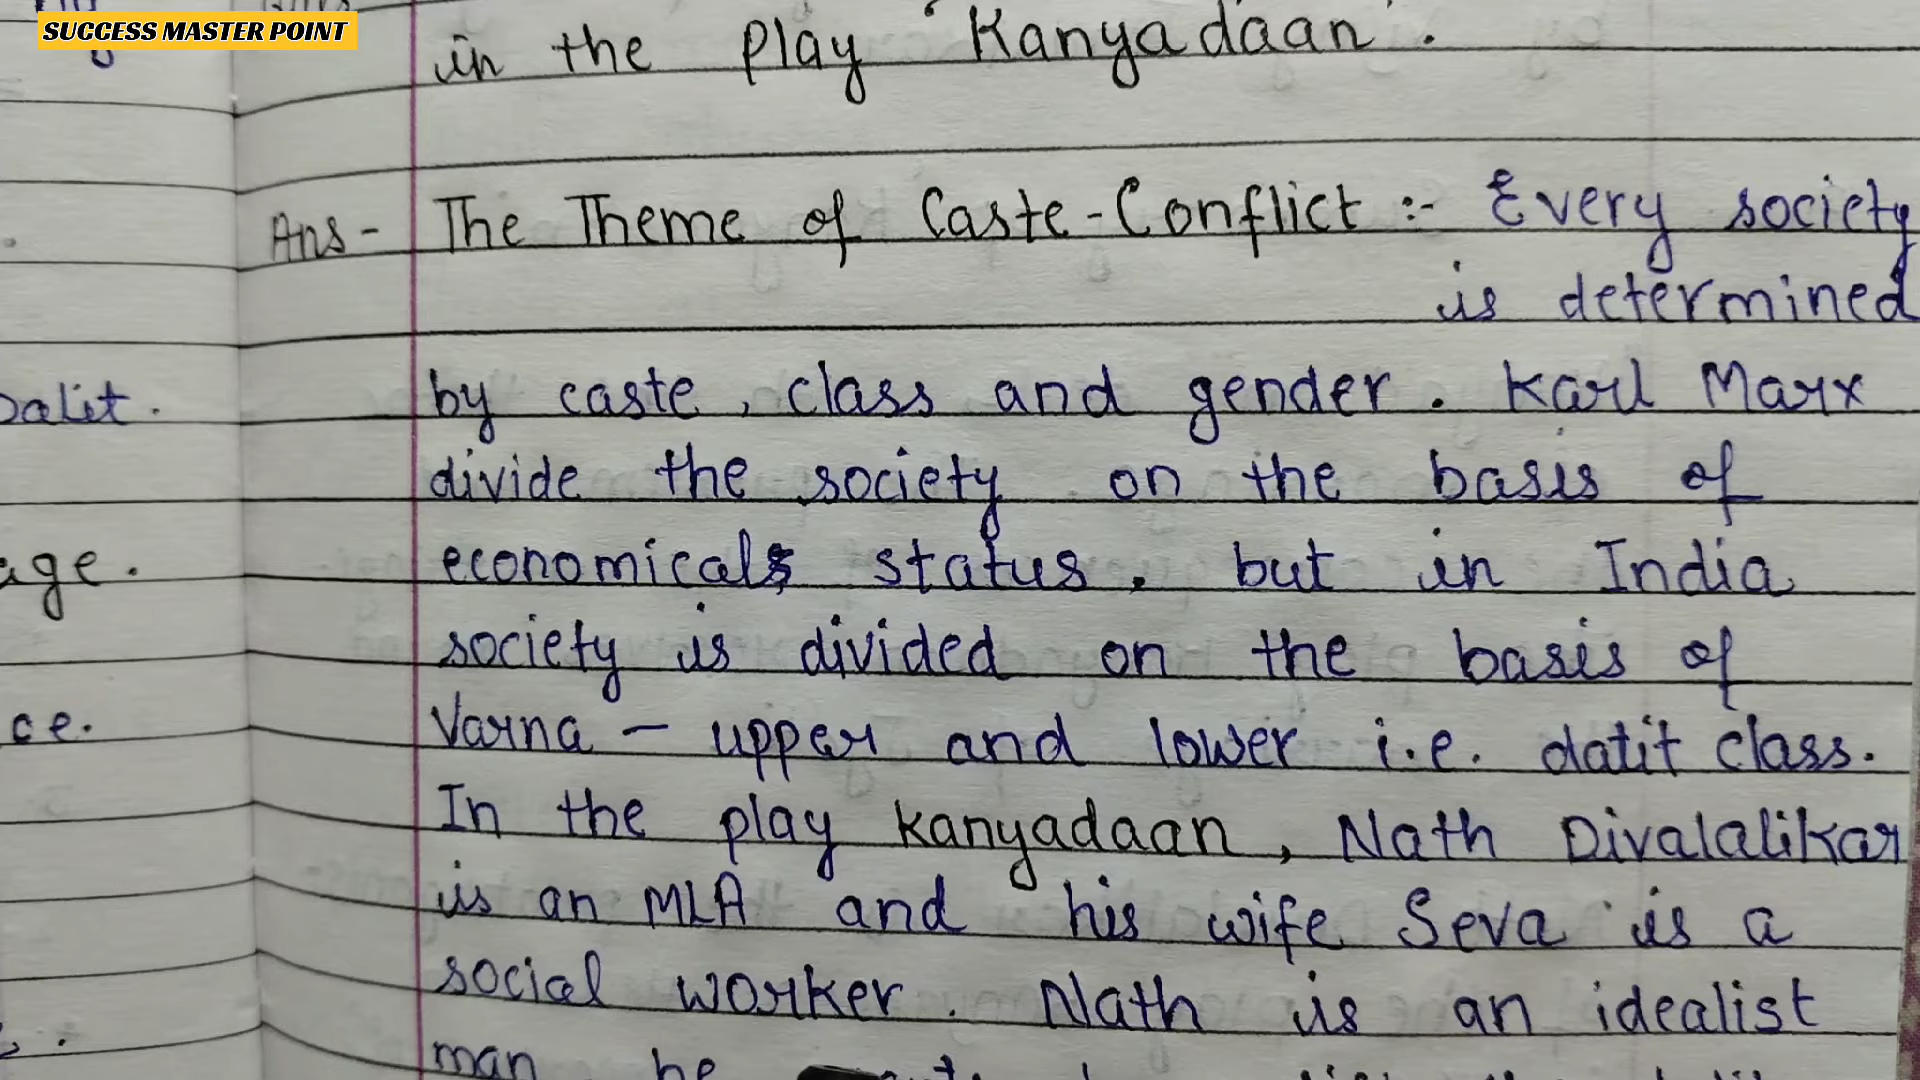 SUCCESS MASTER POINT
in the play 'Kanyadaan'.
Ans - The Theme of Caste-Conflict :- Every society
is determined
by caste, class and gender. Karl Marx
divide the society on the basis of
economicals status, but in India
society is divided on the basis of
Varna - upper and lower i.e. datit class.
In the play kanyadaan, Nath Divalalikar
is an MLA and his wife Seva is a
social worker. Nath is an idealist
man he
Dalit.
age.
ce.